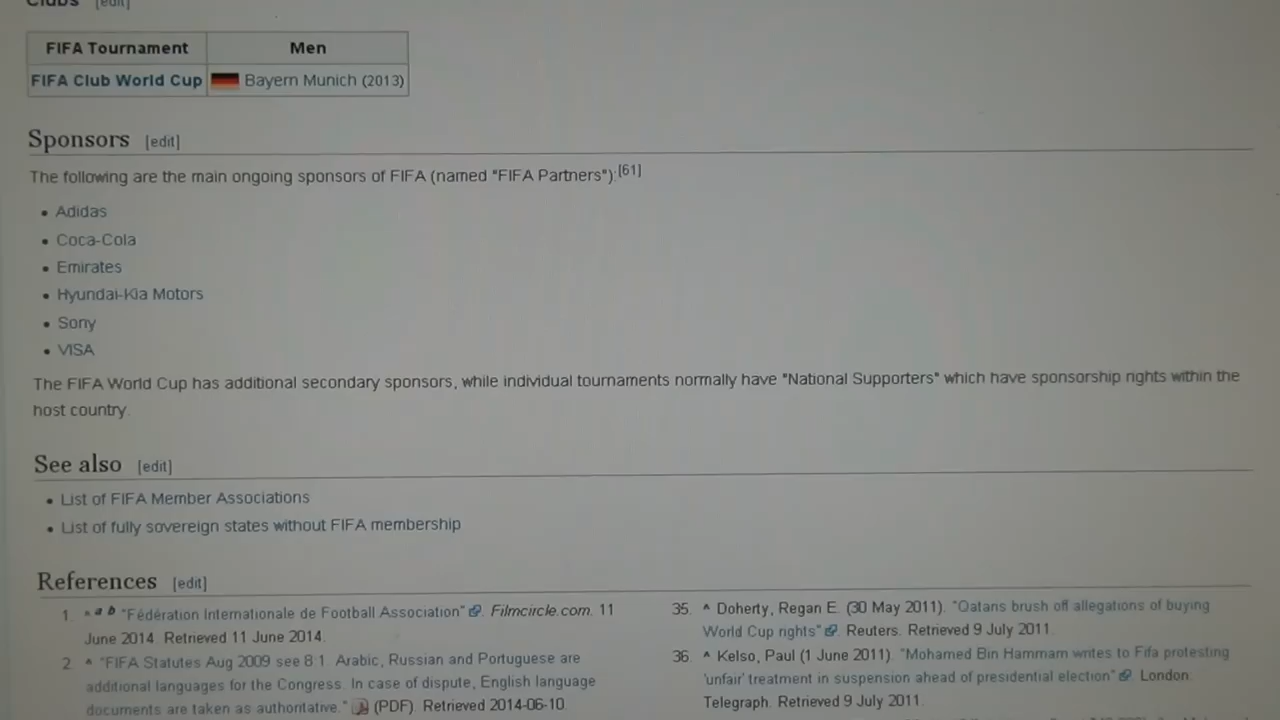 Clubs [edit]
FIFA Tournament Men
FIFA Club World Cup Bayern Munich (2013)
Sponsors [edit]
The following are the main ongoing sponsors of FIFA (named "FIFA Partners"):[61]
• Adidas
• Coca-Cola
• Emirates
• Hyundai-Kia Motors
• Sony
• VISA
The FIFA World Cup has additional secondary sponsors, while individual tournaments normally have "National Supporters" which have sponsorship rights within the
host country.
See also [edit]
• List of FIFA Member Associations
• List of fully sovereign states without FIFA membership
References [edit]
1. ^ a b "Fédération Internationale de Football Association". Filmcircle.com. 11
June 2014. Retrieved 11 June 2014.
2. ^ "FIFA Statutes Aug 2009 see 8:1. Arabic, Russian and Portuguese are
additional languages for the Congress. In case of dispute, English language
documents are taken as authoritative." (PDF). Retrieved 2014-06-10.
35. ^ Doherty, Regan E. (30 May 2011). "Qataris brush off allegations of buying
World Cup rights". Reuters. Retrieved 9 July 2011.
36. ^ Kelso, Paul (1 June 2011). "Mohamed Bin Hammam writes to Fifa protesting
'unfair' treatment in suspension ahead of presidential election". London:
Telegraph. Retrieved 9 July 2011.